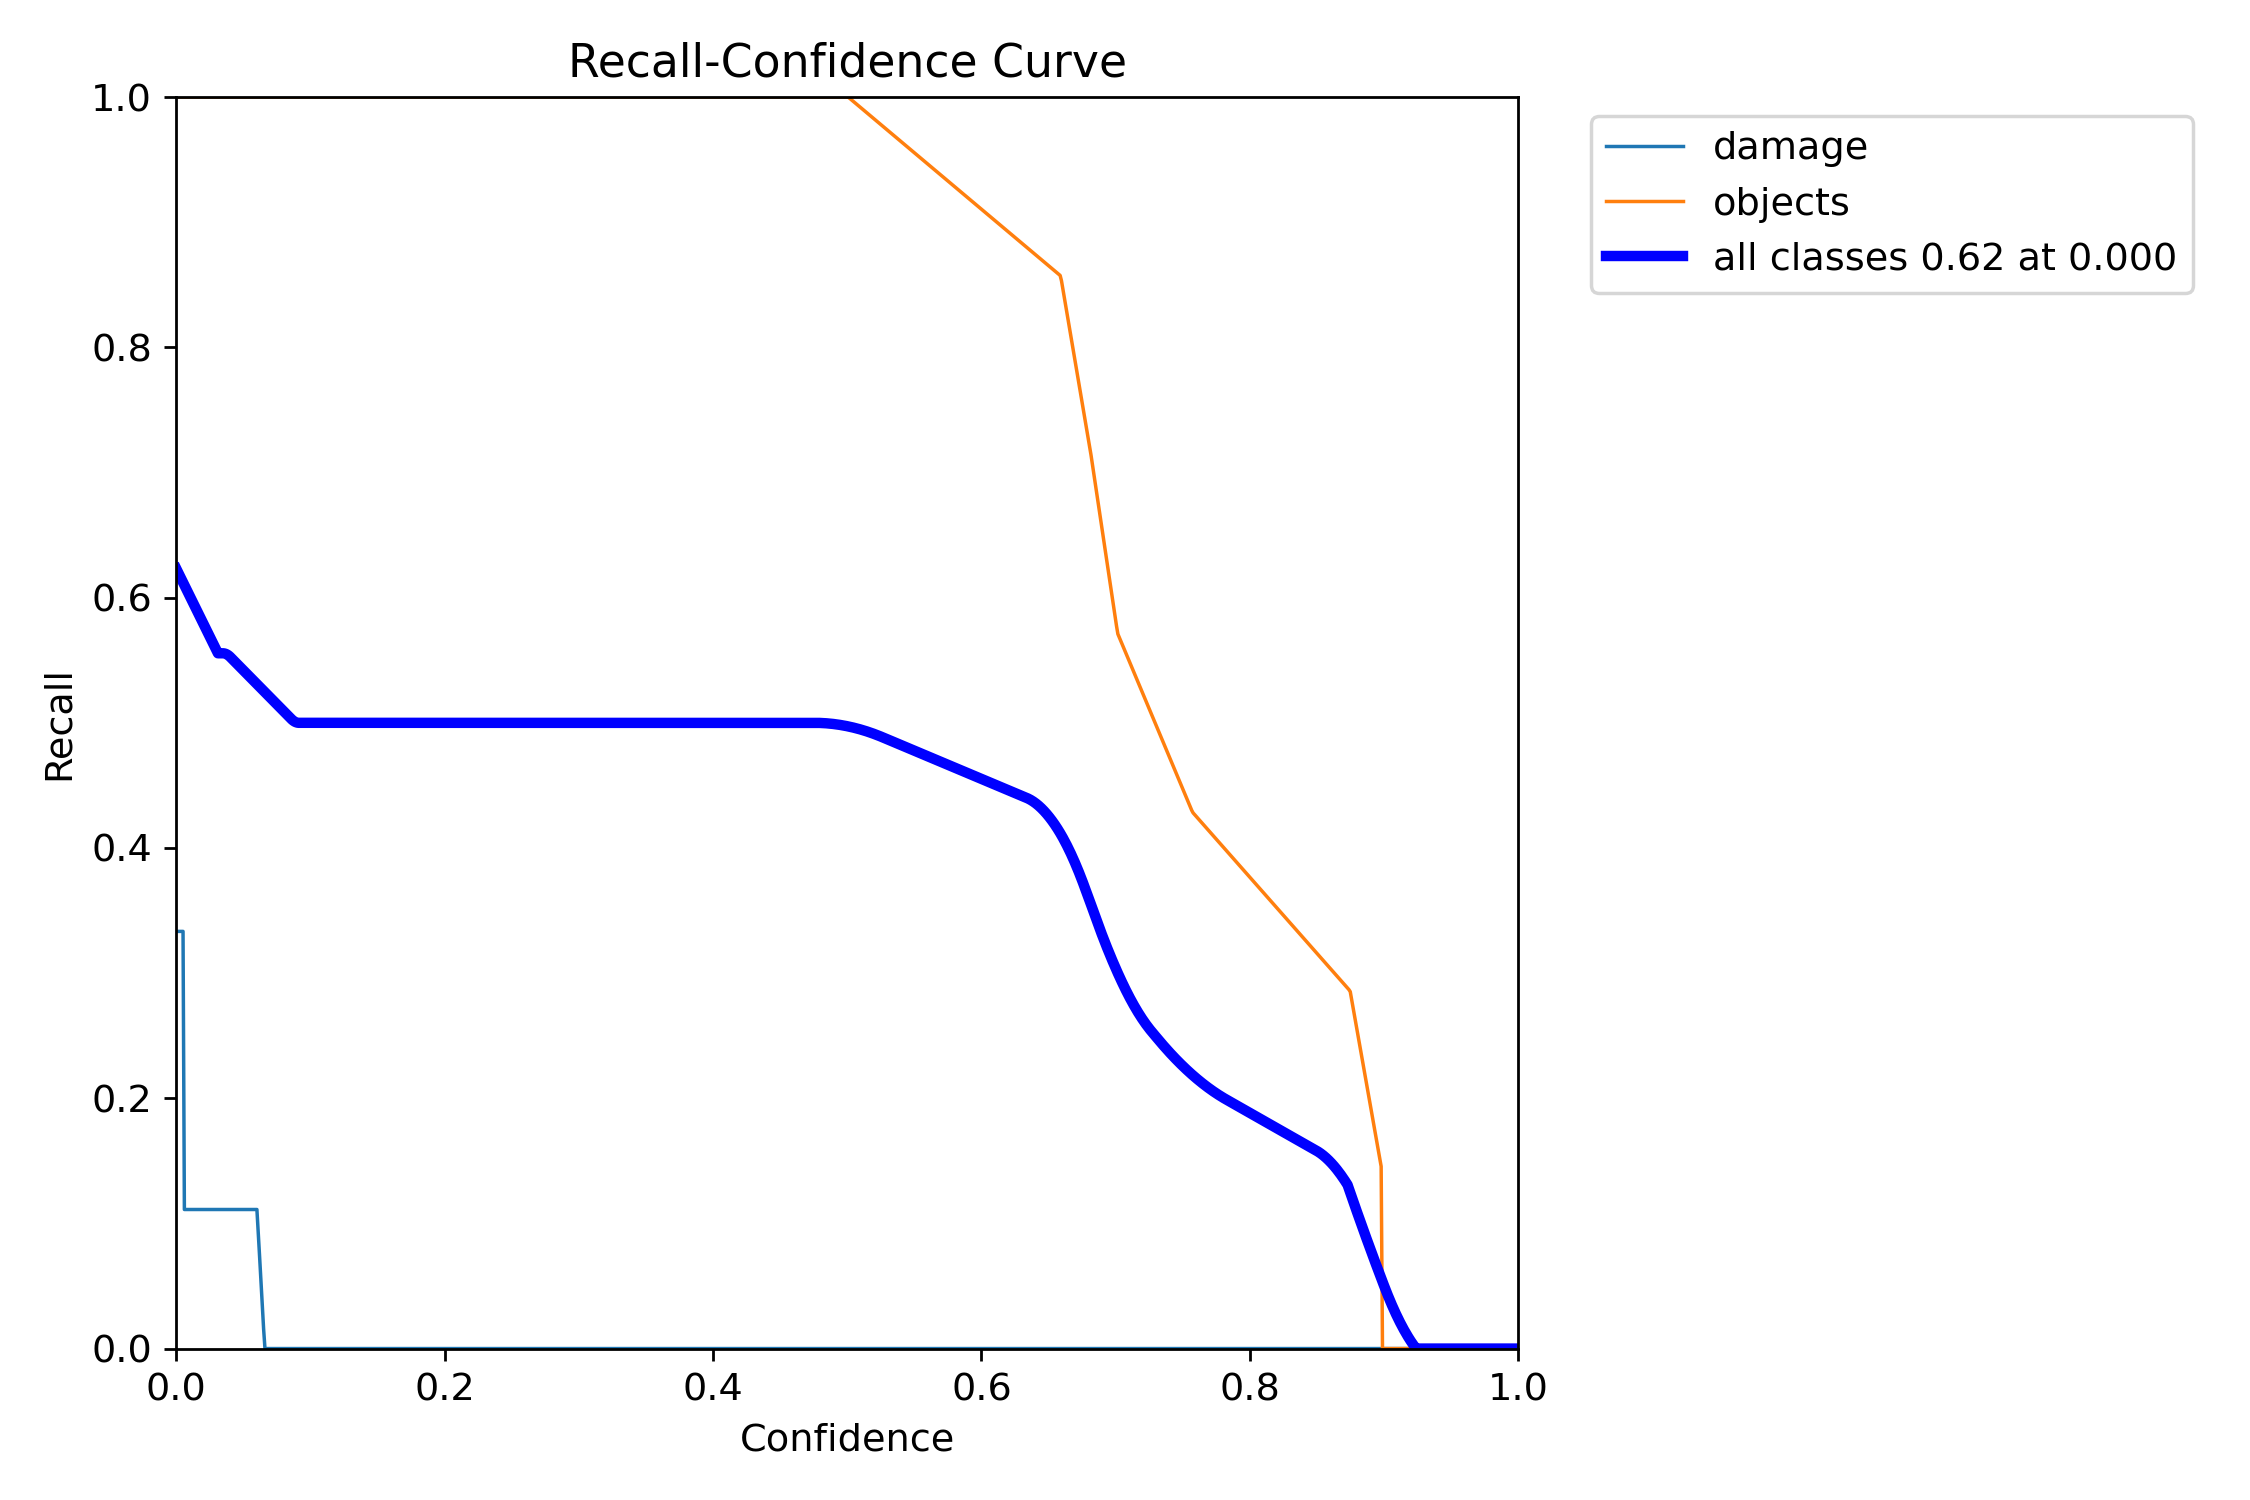 Recall-Confidence Curve
1.0
0.8
0.6
0.4
0.2
0.0
Recall
0.0 0.2 0.4 0.6 0.8 1.0
Confidence
damage
objects
all classes 0.62 at 0.000